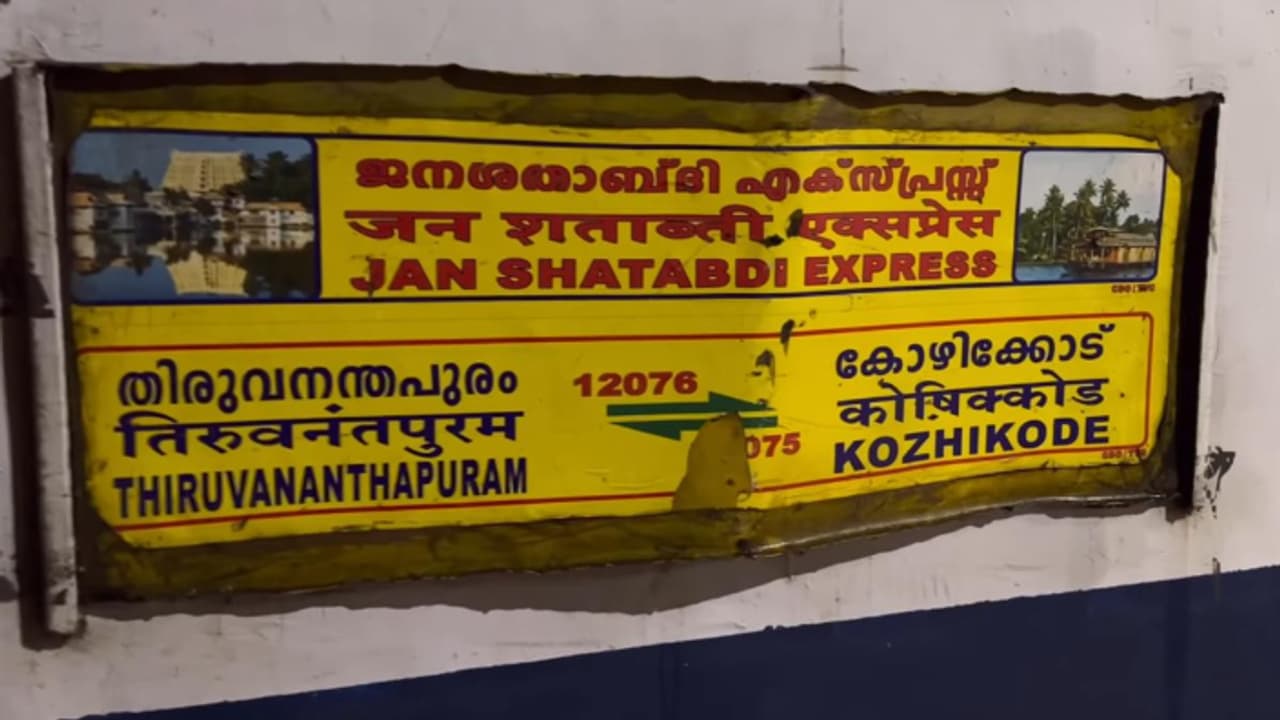 ജനശതാബ്ദി എക്സ്പ്രസ്സ്
जन शताब्ती एक्सप्रेस
JAN SHATABDI EXPRESS
തിരുവനന്തപുരം
तिरुवनंतपुरम
THIRUVANANTHAPURAM
12076
075
കോഴിക്കോട്
कोषिक्कोड
KOZHIKODE